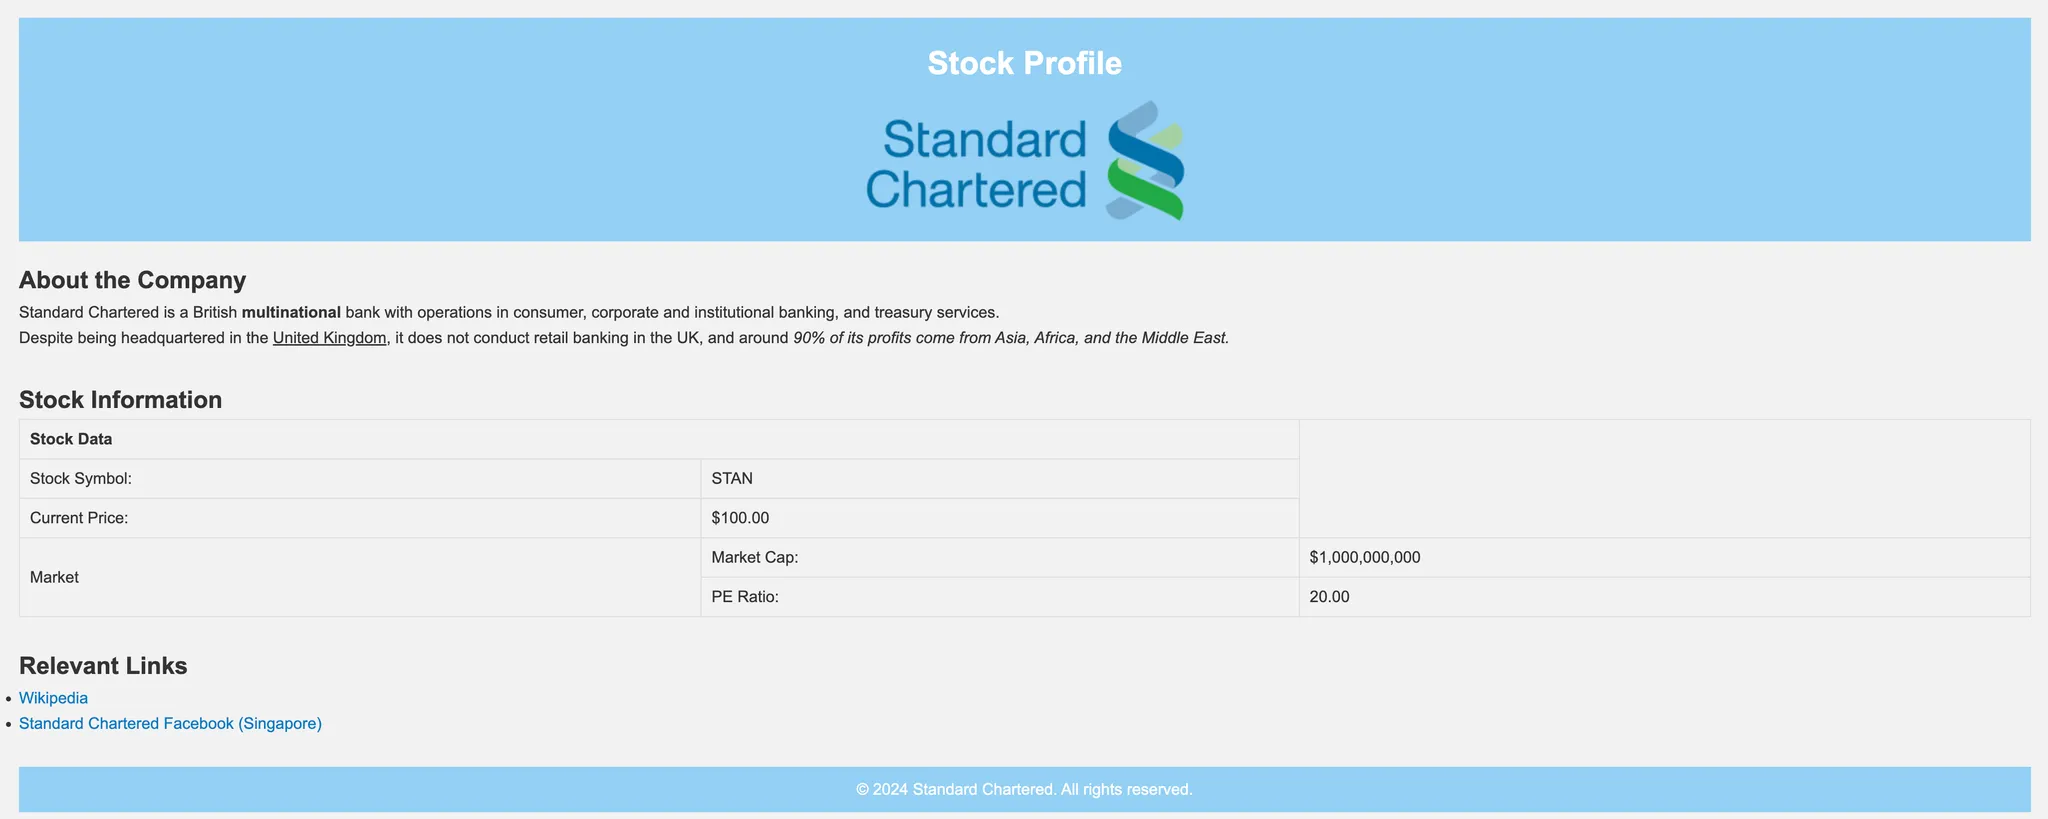 Stock Profile
Standard
Chartered
About the Company
Standard Chartered is a British multinational bank with operations in consumer, corporate and institutional banking, and treasury services.
Despite being headquartered in the United Kingdom, it does not conduct retail banking in the UK, and around 90% of its profits come from Asia, Africa, and the Middle East.
Stock Information
Stock Data
Stock Symbol: STAN
Current Price: $100.00
Market
Market Cap: $1,000,000,000
PE Ratio: 20.00
Relevant Links
• Wikipedia
• Standard Chartered Facebook (Singapore)
© 2024 Standard Chartered. All rights reserved.